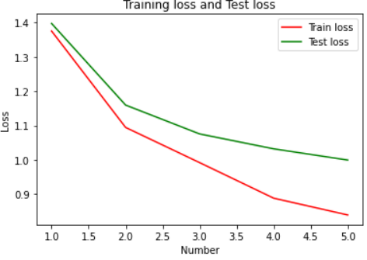 Training loss and Test loss
Train loss
Test loss
Loss
1.4
1.3
1.2
1.1
1.0
0.9
1.0 1.5 2.0 2.5 3.0 3.5 4.0 4.5 5.0
Number